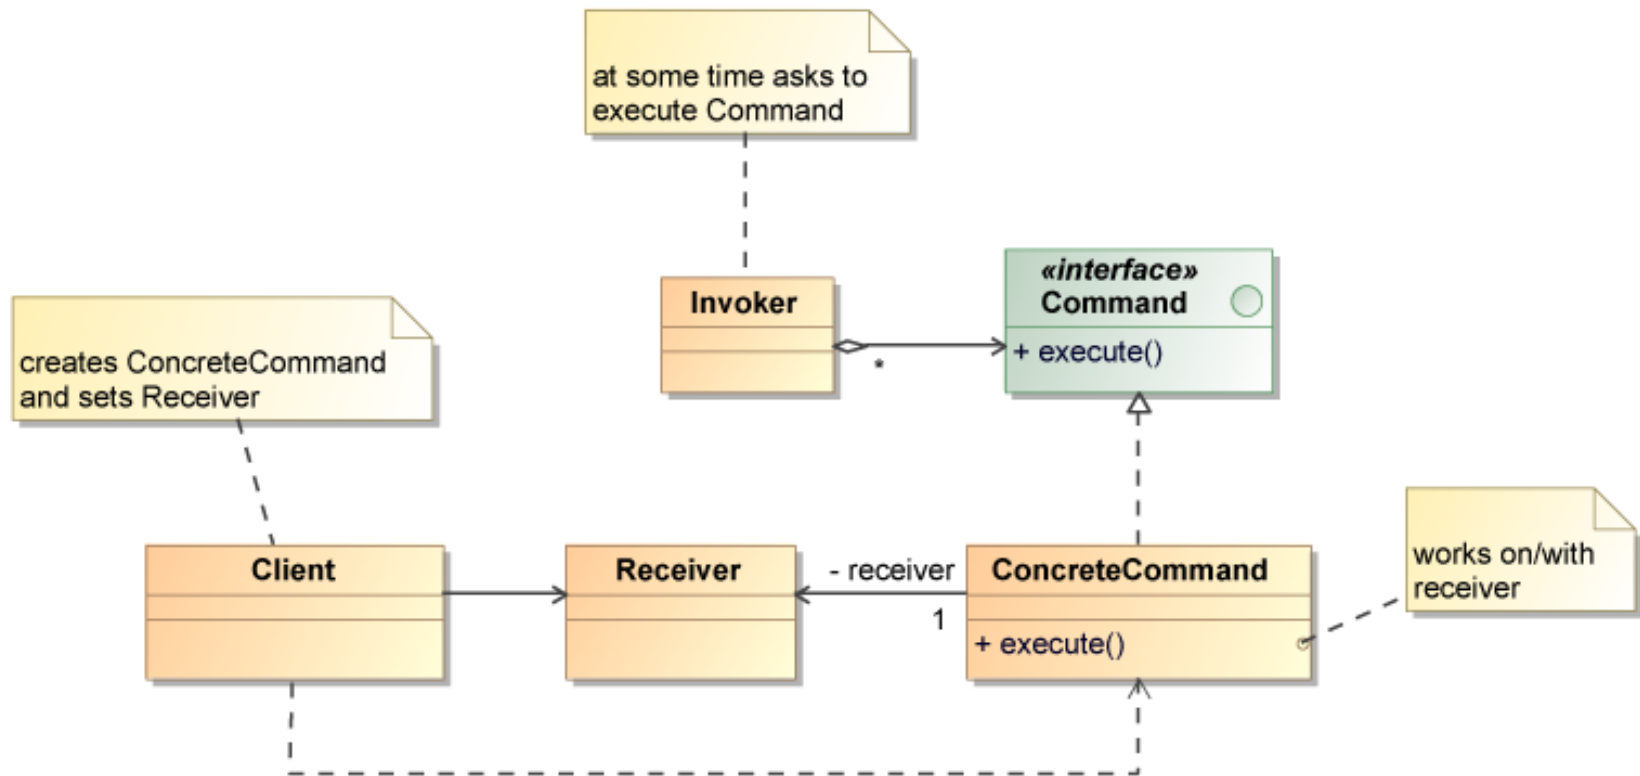 at some time asks to
execute Command
Invoker
*
«interface»
Command
+ execute()
creates ConcreteCommand
and sets Receiver
Client
Receiver
- receiver
1
ConcreteCommand
+ execute()
works on/with
receiver